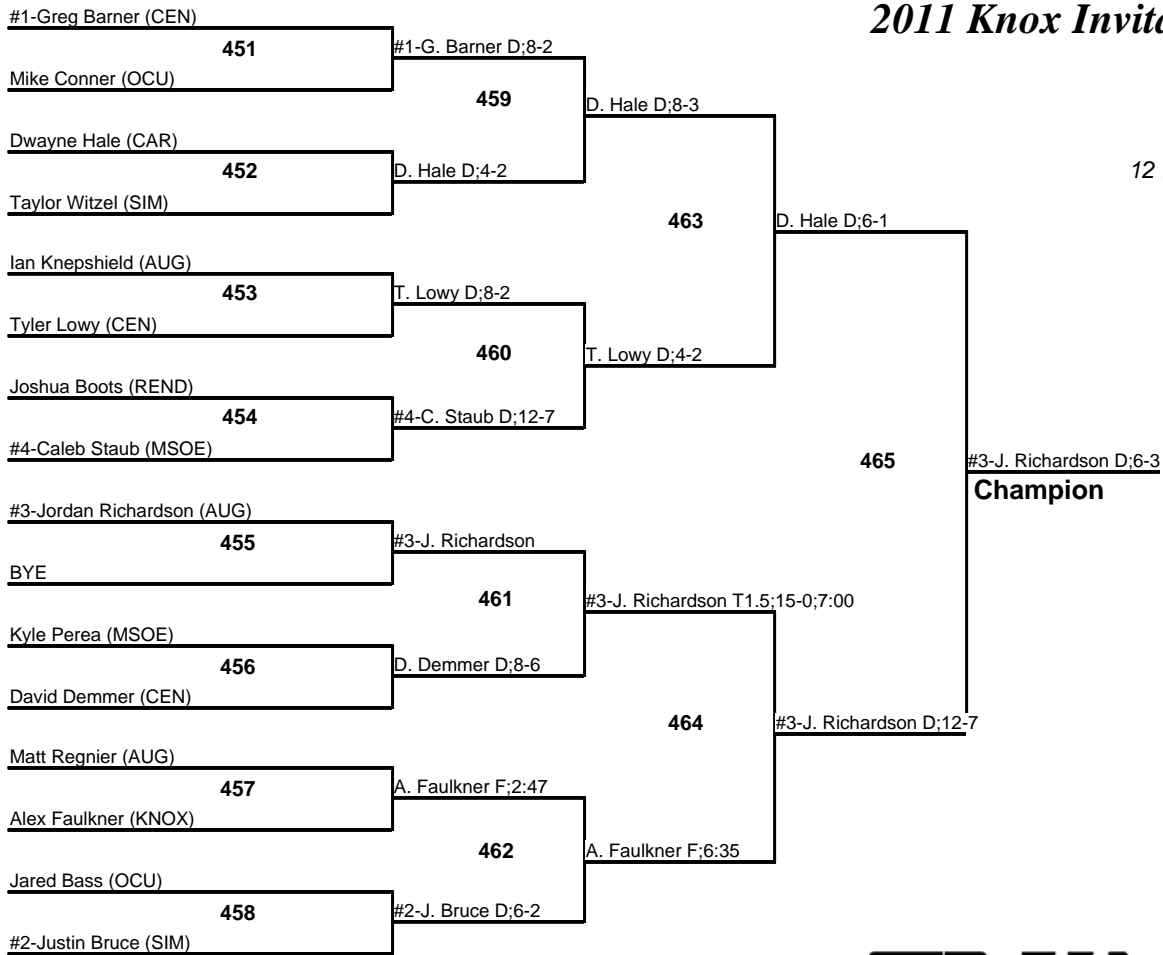 #1-Greg Barner (CEN)
2011 Knox Invita
451
#1-G. Barner D;8-2
Mike Conner (OCU)
459
D. Hale D;8-3
Dwayne Hale (CAR)
452
D. Hale D;4-2
12
Taylor Witzel (SIM)
463
D. Hale D;6-1
Ian Knepshield (AUG)
453
T. Lowy D;8-2
Tyler Lowy (CEN)
460
T. Lowy D;4-2
Joshua Boots (REND)
454
#4-C. Staub D;12-7
#4-Caleb Staub (MSOE)
465
#3-J. Richardson D;6-3
Champion
#3-Jordan Richardson (AUG)
455
#3-J. Richardson
BYE
461
#3-J. Richardson T1.5;15-0;7:00
Kyle Perea (MSOE)
456
D. Demmer D;8-6
David Demmer (CEN)
464
#3-J. Richardson D;12-7
Matt Regnier (AUG)
457
A. Faulkner F;2:47
Alex Faulkner (KNOX)
462
A. Faulkner F;6:35
Jared Bass (OCU)
458
#2-J. Bruce D;6-2
#2-Justin Bruce (SIM)